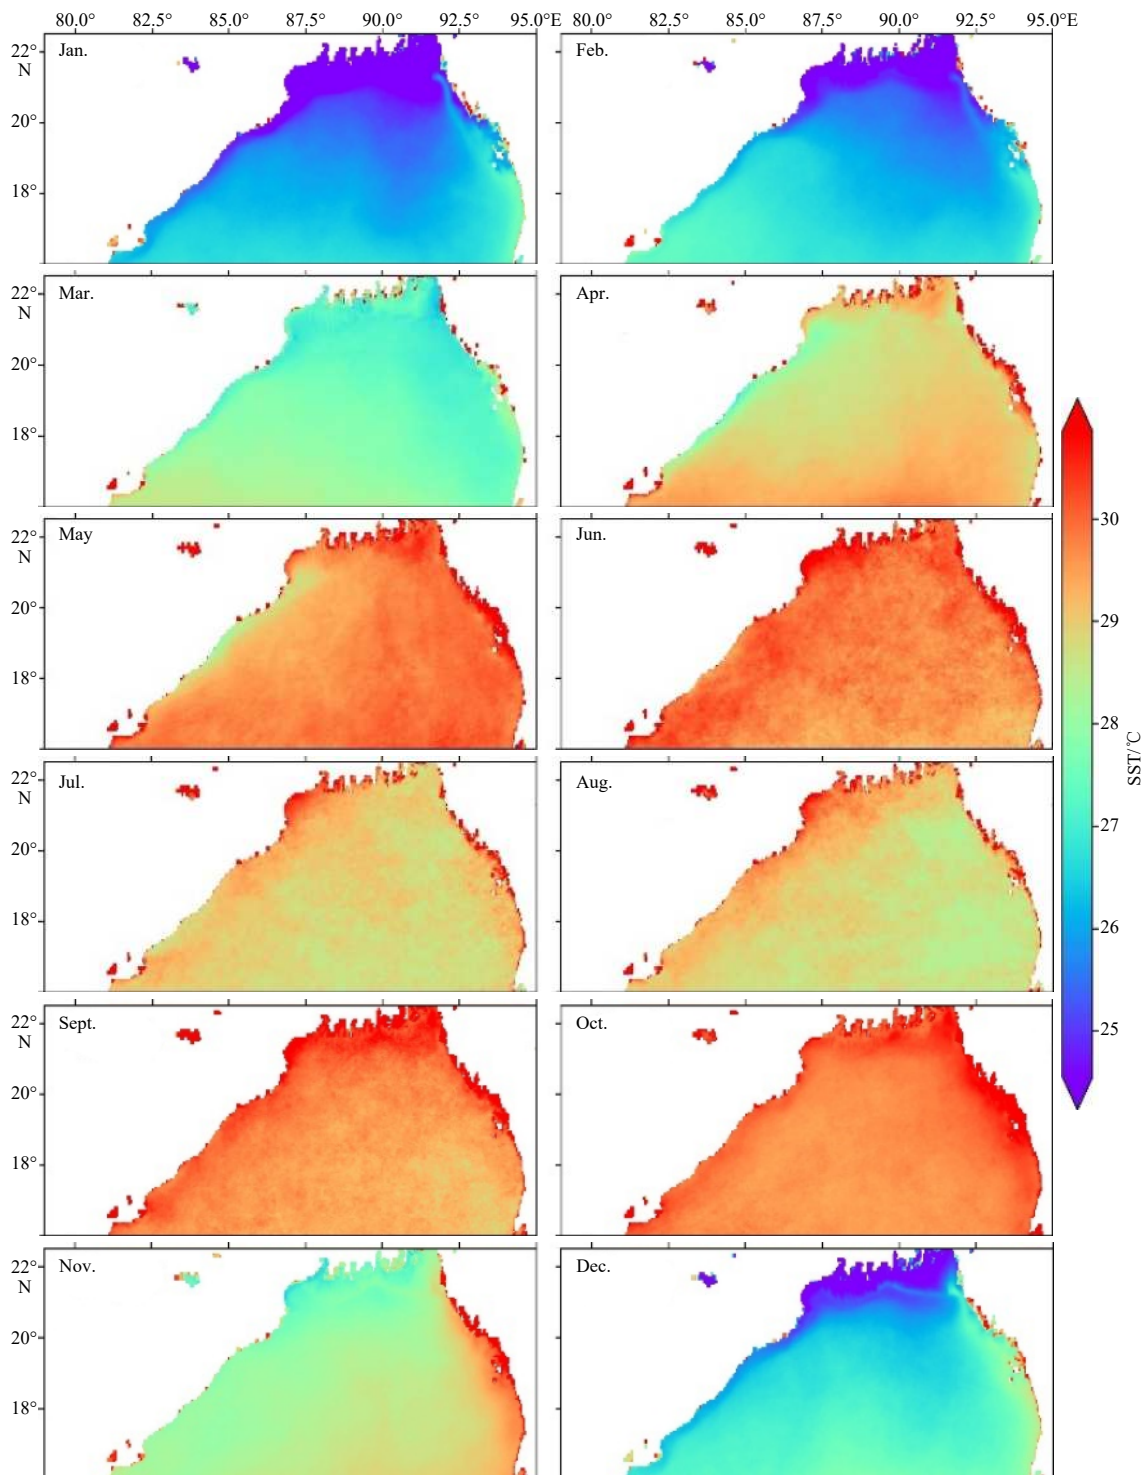 80.0° 82.5° 85.0° 87.5° 90.0° 92.5° 95.0°E 80.0° 82.5° 85.0° 87.5° 90.0° 92.5° 95.0°E
Jan. Feb.
22°
N
20°
18°
Mar. Apr.
22°
N
20°
18°
May Jun.
22°
N
20°
18°
Jul. Aug.
22°
N
20°
18°
Sept. Oct.
22°
N
20°
18°
Nov. Dec.
22°
N
20°
18°
30
29
28
27
26
25
SST/℃